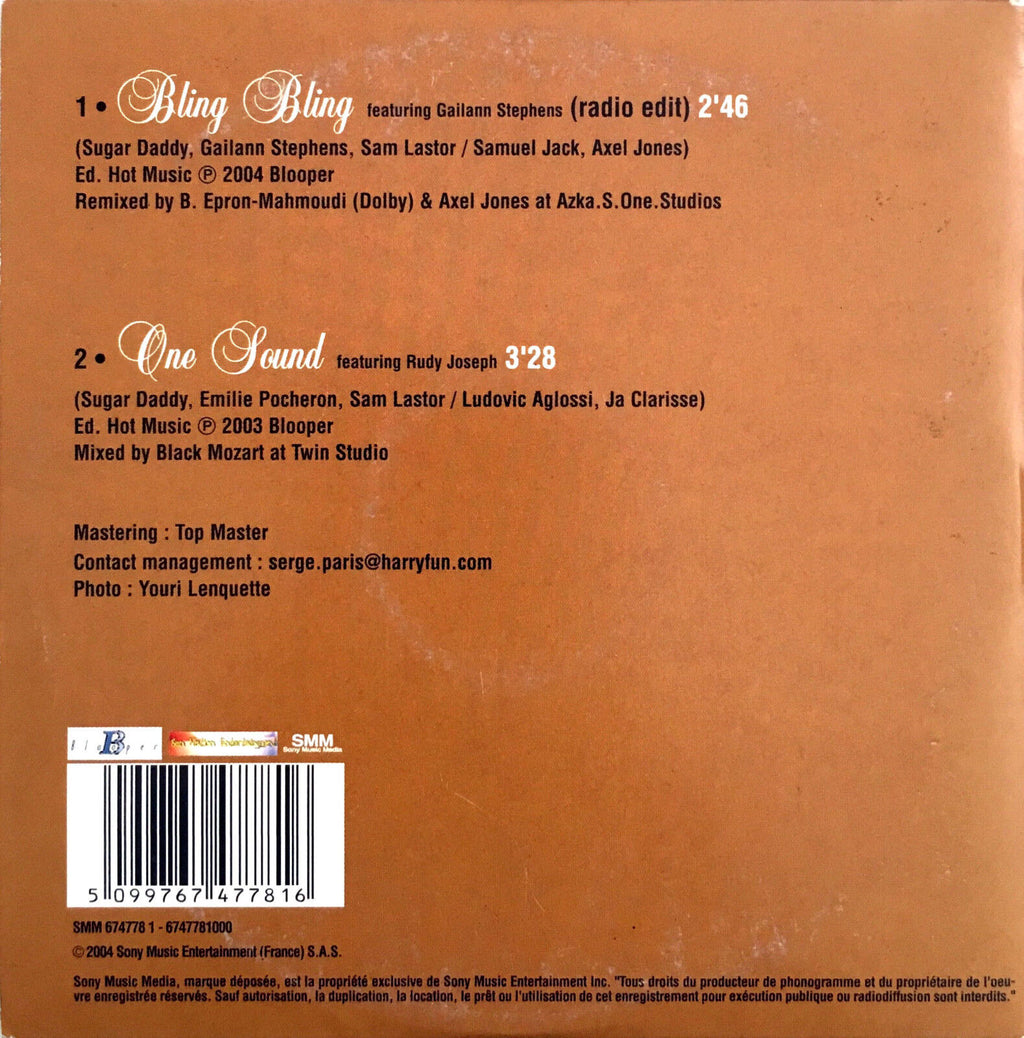 1 • Bling Bling featuring Gailann Stephens (radio edit) 2'46
(Sugar Daddy, Gailann Stephens, Sam Lastor / Samuel Jack, Axel Jones)
Ed. Hot Music ℗ 2004 Blooper
Remixed by B. Epron-Mahmoudi (Dolby) & Axel Jones at Azka.S.One.Studios
2 • One Sound featuring Rudy Joseph 3'28
(Sugar Daddy, Emilie Pocheron, Sam Lastor / Ludovic Aglossi, Ja Clarisse)
Ed. Hot Music ℗ 2003 Blooper
Mixed by Black Mozart at Twin Studio
Mastering : Top Master
Contact management : serge.paris@harryfun.com
Photo : Youri Lenquette
Blooper
SMM
Sony Music Media
5 099767 477816
SMM 674778 1 - 6747781000
© 2004 Sony Music Entertainment (France) S.A.S.
Sony Music Media, marque déposée, est la propriété exclusive de Sony Music Entertainment Inc. "Tous droits du producteur de phonogramme et du propriétaire de l'oeu-
vre enregistrée réservés. Sauf autorisation, la duplication, la location, le prêt ou l'utilisation de cet enregistrement pour exécution publique ou radiodiffusion sont interdits."